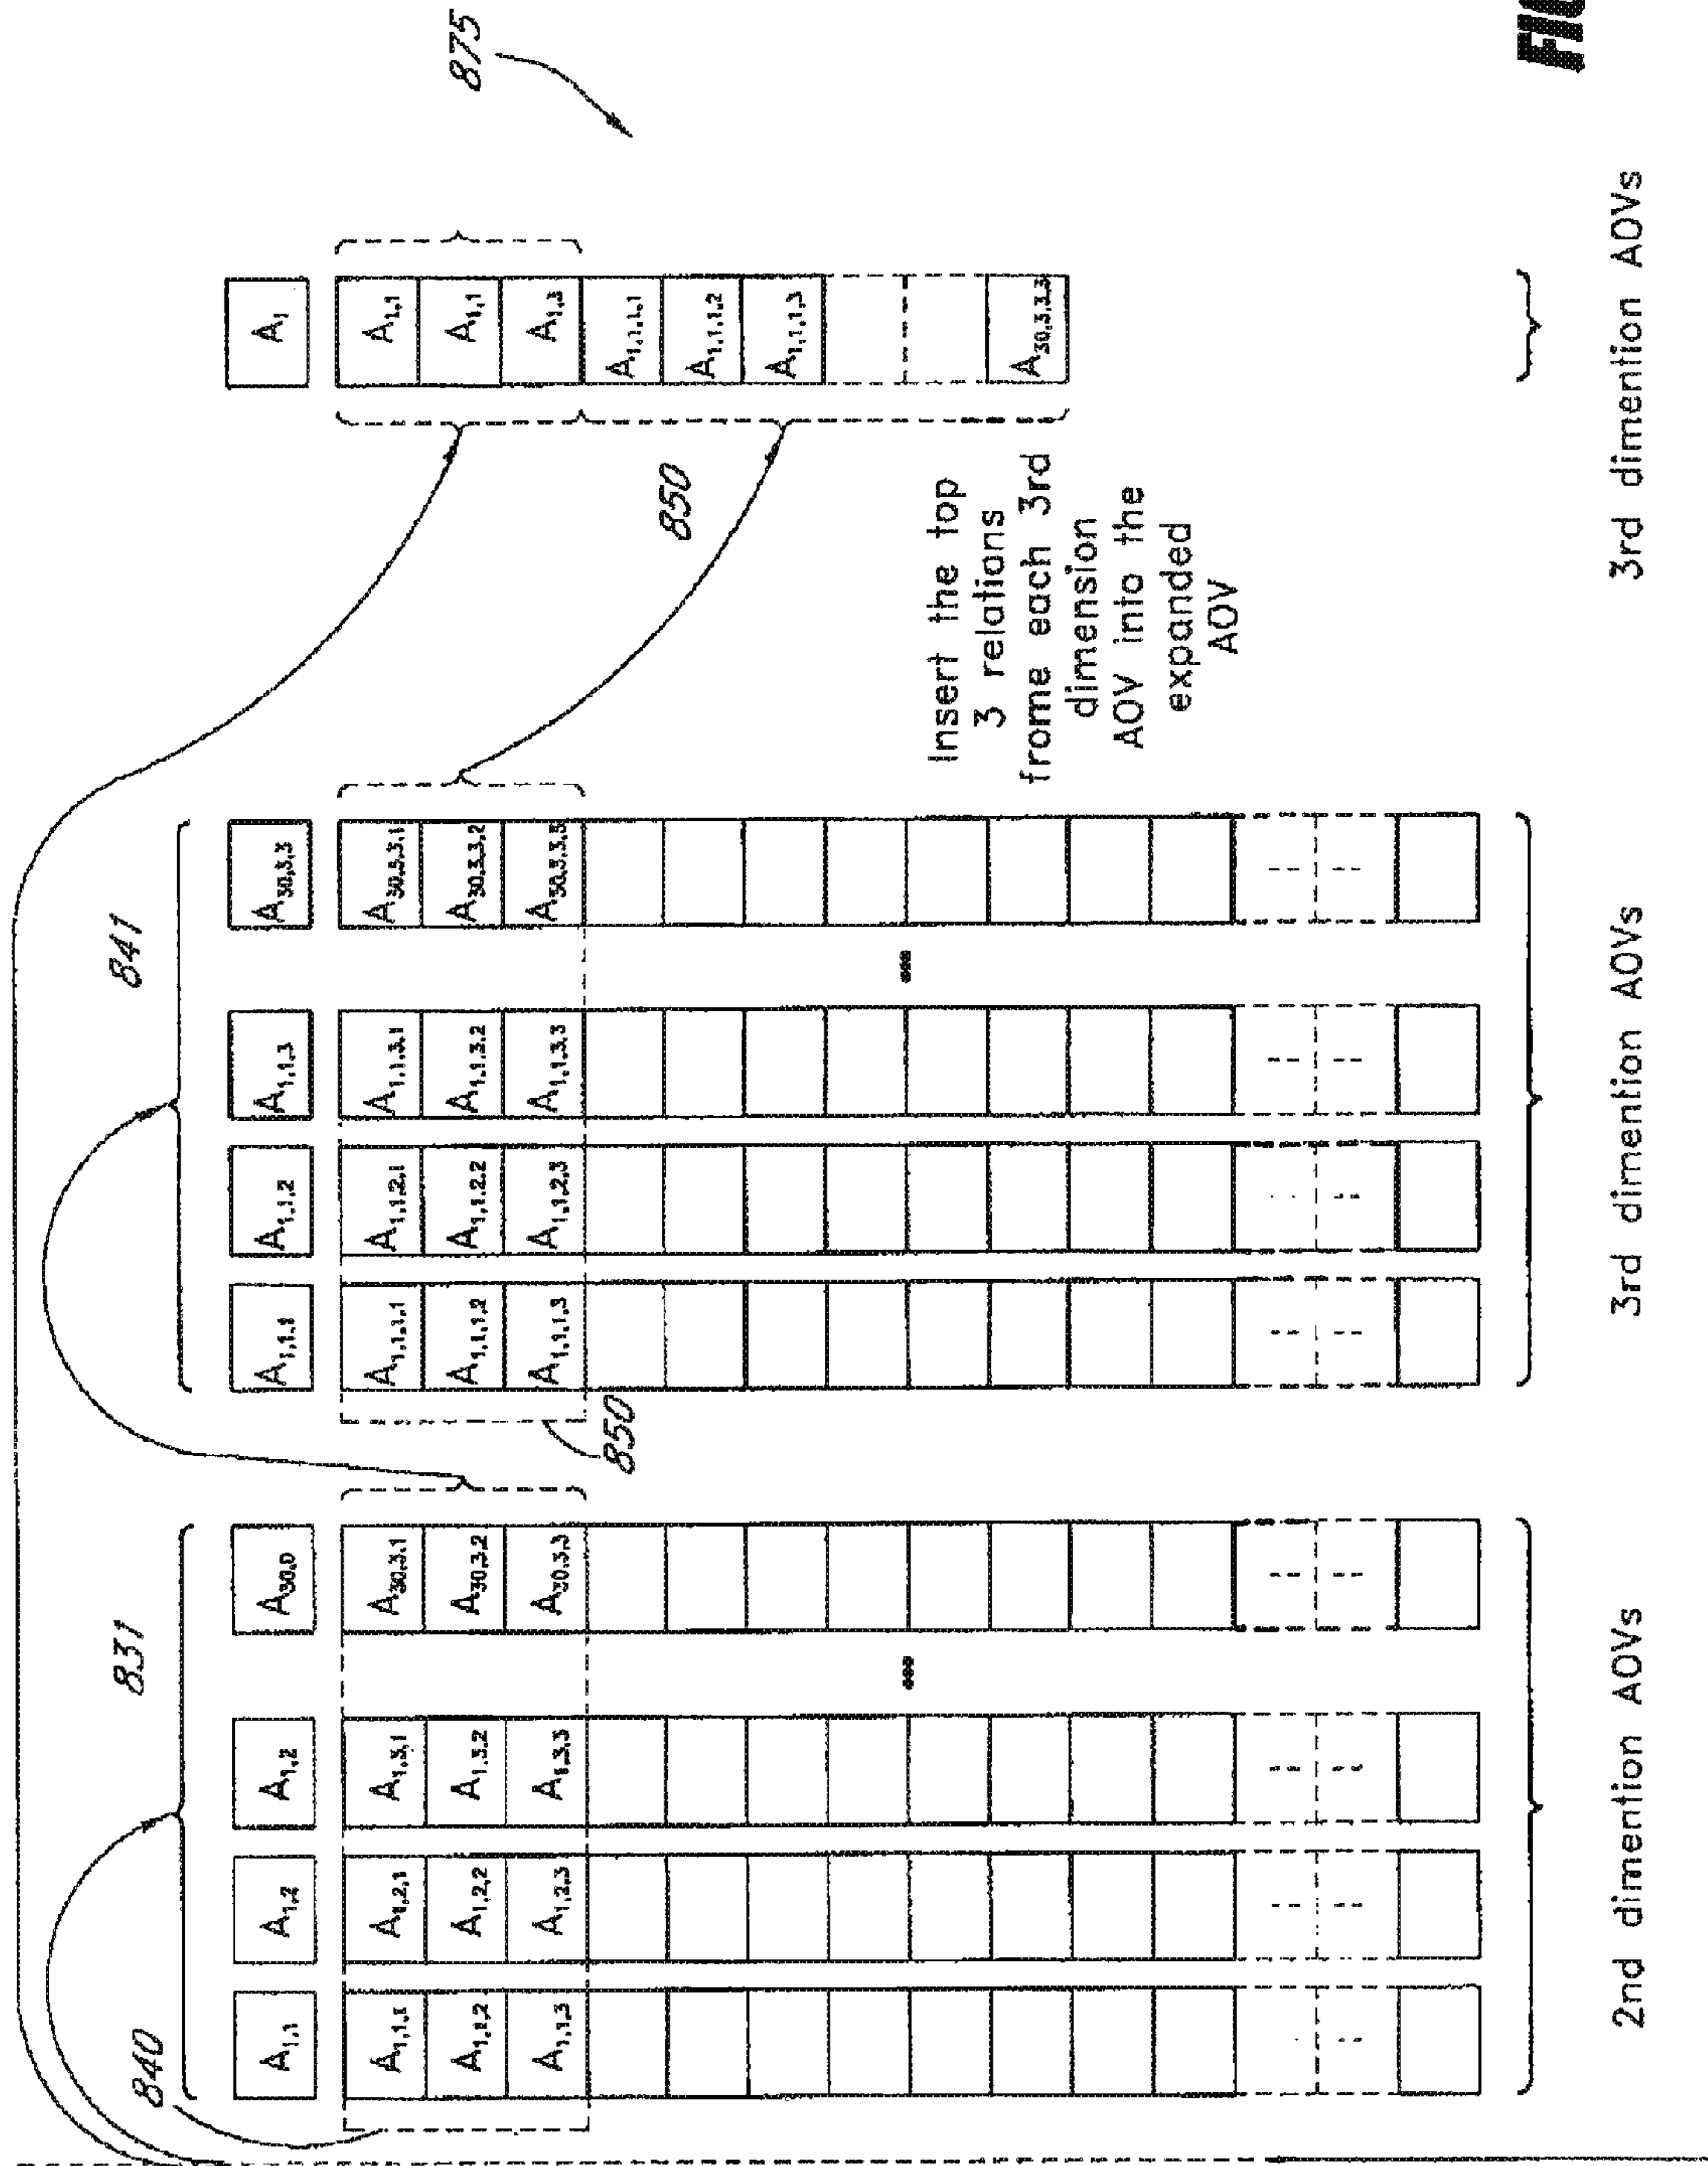 831
841
875
840
A1,1
A1,2
A1,2
A30,0
A1,1,1
A1,1,2
A1,1,3
A30,3,3
A1
A1,1,1
A1,2,1
A1,3,1
A30,3,1
A1,1,1,1
A1,1,2,1
A1,1,3,1
A30,3,3,1
A1,1
A1,1,2
A1,2,2
A1,3,2
A30,3,2
A1,1,1,2
A1,1,2,2
A1,1,3,2
A30,3,3,2
A1,1
A1,1,3
A1,2,3
A1,3,3
A30,3,3
A1,1,1,3
A1,1,2,3
A1,1,3,3
A30,3,3,3
A1,3
A1,1,1,1
A1,1,1,2
A1,1,1,3
A30,3,3,3
850
850
Insert the top
3 relations
frome each 3rd
dimension
AOV into the
expanded
AOV
2nd dimention AOVs
3rd dimention AOVs
3rd dimention AOVs